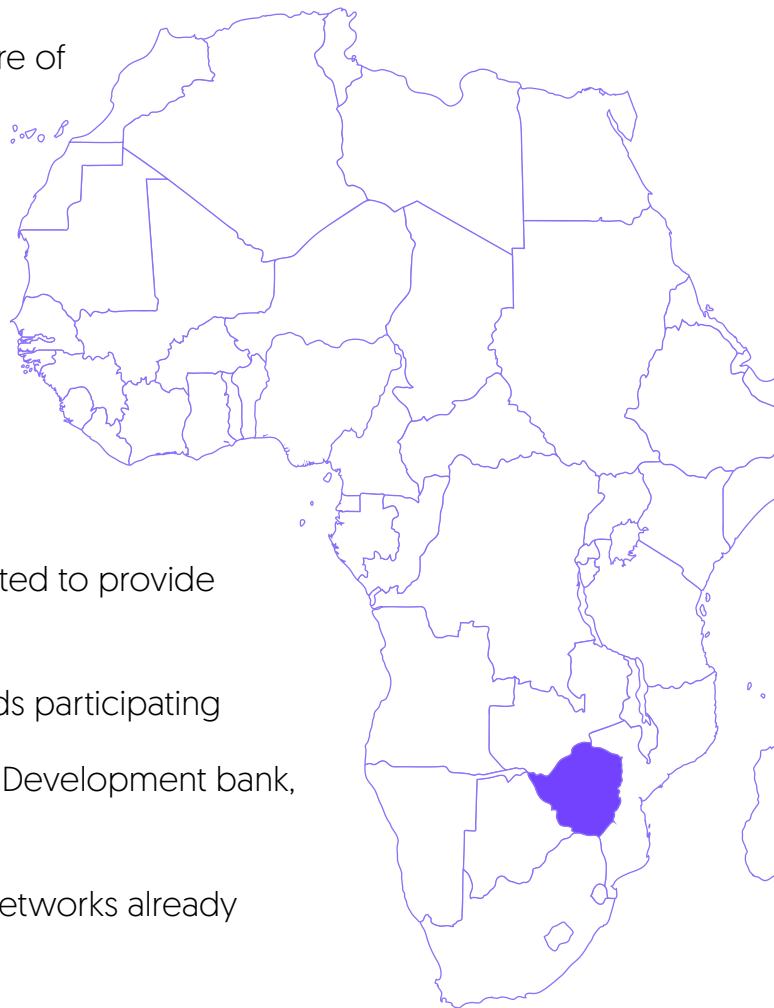 re of
ted to provide
ds participating
Development bank,
etworks already